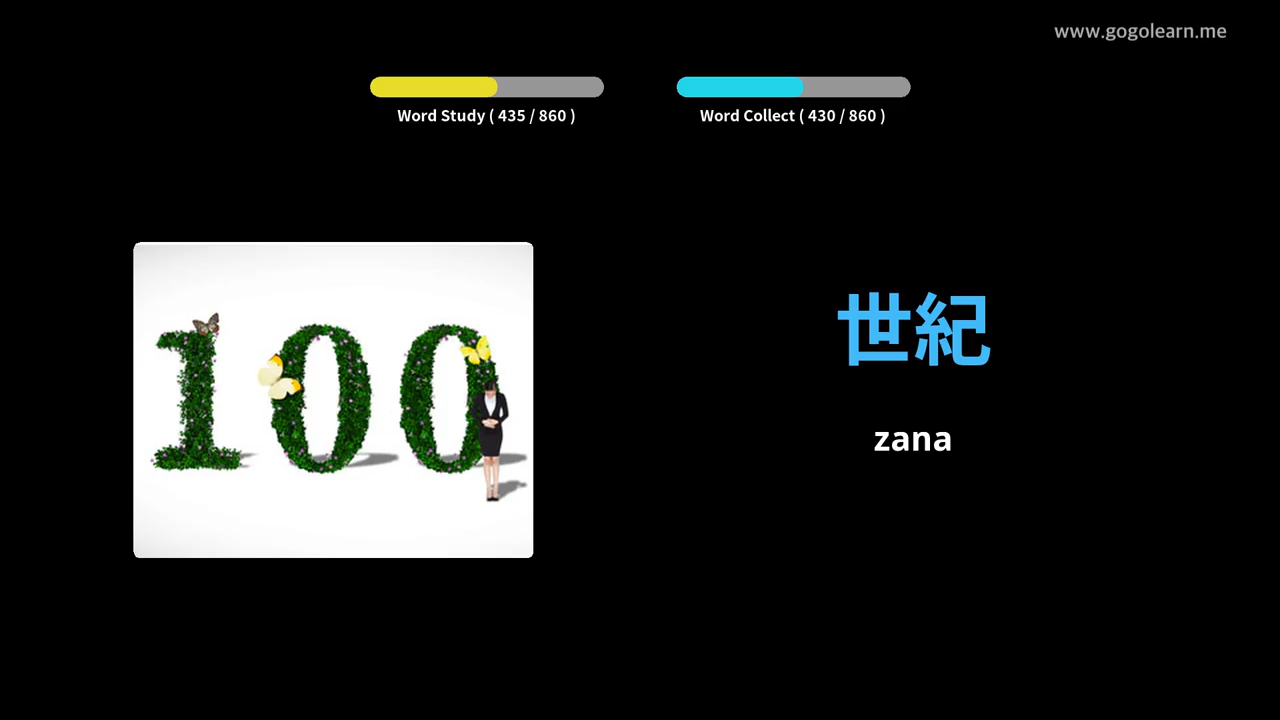 www.gogolearn.me
Word Study ( 435 / 860 )
Word Collect ( 430 / 860 )
100
世紀
zana